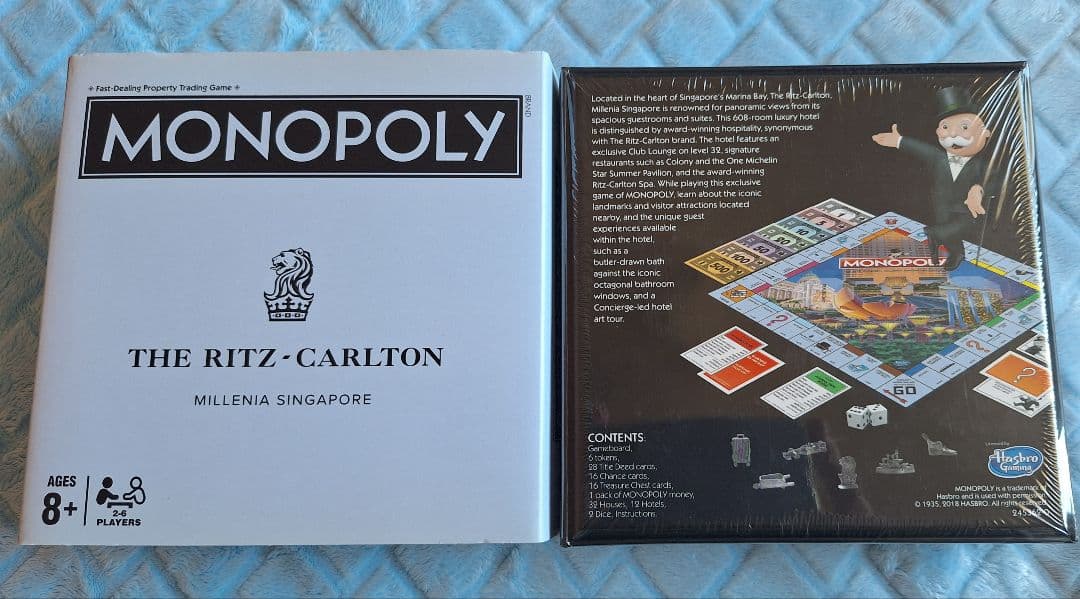 + Fast-Dealing Property Trading Game +
MONOPOLY
BRAND
THE RITZ-CARLTON
MILLENIA SINGAPORE
AGES
8+
2-6
PLAYERS
Located in the heart of Singapore's Marina Bay, The Ritz-Carlton,
Millenia Singapore is renowned for panoramic views from its
spacious guestrooms and suites. This 608-room luxury hotel
is distinguished by award-winning hospitality, synonymous
with The Ritz-Carlton brand. The hotel features an
exclusive Club Lounge on level 32, signature
restaurants such as Colony and the One Michelin
Star Summer Pavilion, and the award-winning
Ritz-Carlton Spa. While playing this exclusive
game of MONOPOLY, learn about the iconic
landmarks and visitor attractions located
nearby, and the unique guest
experiences available
within the hotel,
such as a
butler-drawn bath
against the iconic
octagonal bathroom
windows, and a
Concierge-led hotel
art tour.
1
5
10
20
50
100
500
MONOPOLY
GO
?
CONTENTS:
Gameboard,
6 tokens,
28 Title Deed cards,
16 Chance cards,
16 Treasure Chest cards,
1 pack of MONOPOLY money,
32 Houses, 12 Hotels,
2 Dice, Instructions.
Licensed by
Hasbro
Gaming
MONOPOLY is a trademark of
Hasbro and is used with permission.
© 1935, 2018 HASBRO. All rights reserved.